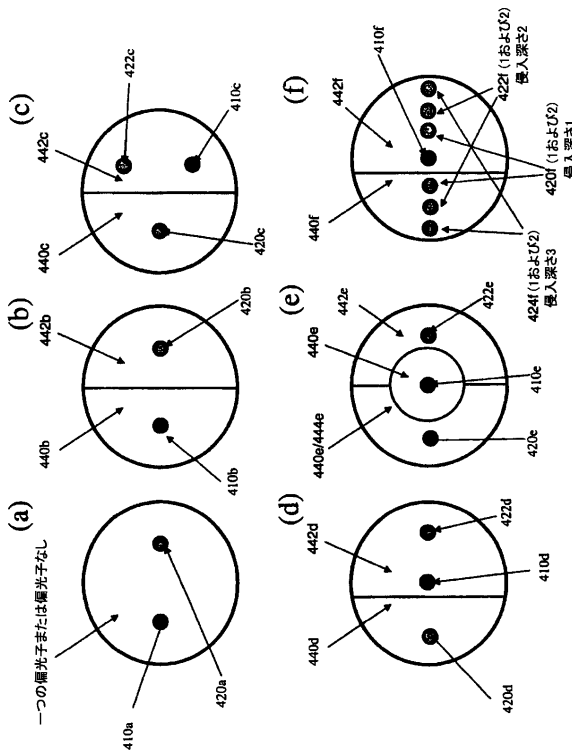 (a)
一つの偏光子または偏光子なし
410a
420a
(b)
440b
442b
410b
420b
(c)
440c
442c
422c
410c
420c
(d)
440d
442d
422d
410d
420d
(e)
440e
442e
440e/444e
422e
410e
420e
(f)
440f
442f
410f
422f (1および2)
侵入深さ2
420f (1および2)
侵入深さ1
424f (1および2)
侵入深さ3